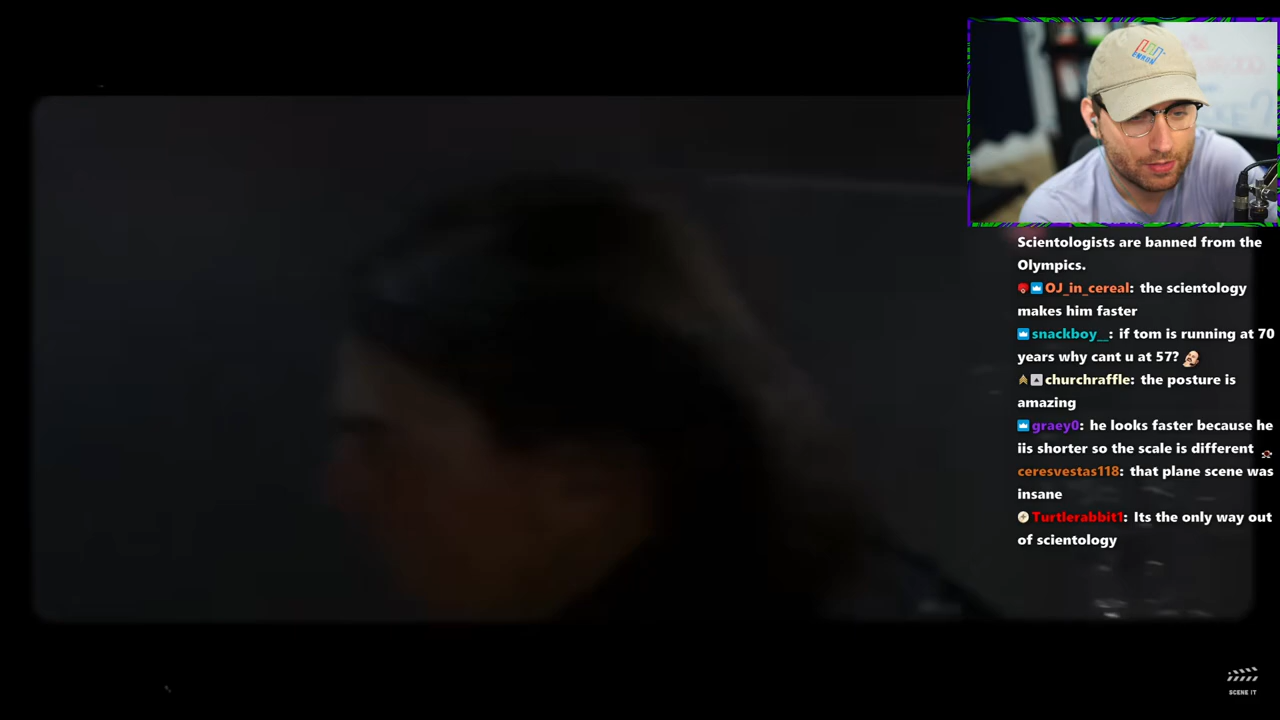 ENRON
Scientologists are banned from the
Olympics.
OJ_in_cereal: the scientology
makes him faster
snackboy__: if tom is running at 70
years why cant u at 57?
churchraffle: the posture is
amazing
graey0: he looks faster because he
iis shorter so the scale is different
ceresvestas118: that plane scene was
insane
Turtlerabbit1: Its the only way out
of scientology
SCENE IT